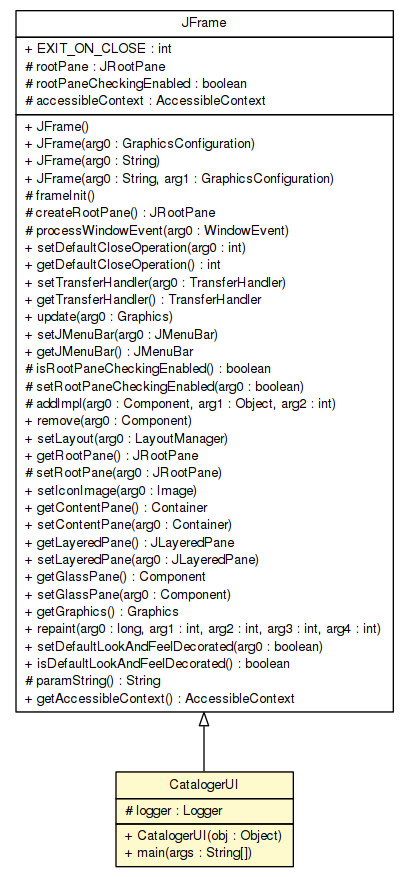 JFrame
+ EXIT_ON_CLOSE : int
# rootPane : JRootPane
# rootPaneCheckingEnabled : boolean
# accessibleContext : AccessibleContext
+ JFrame()
+ JFrame(arg0 : GraphicsConfiguration)
+ JFrame(arg0 : String)
+ JFrame(arg0 : String, arg1 : GraphicsConfiguration)
# frameInit()
# createRootPane() : JRootPane
# processWindowEvent(arg0 : WindowEvent)
+ setDefaultCloseOperation(arg0 : int)
+ getDefaultCloseOperation() : int
+ setTransferHandler(arg0 : TransferHandler)
+ getTransferHandler() : TransferHandler
+ update(arg0 : Graphics)
+ setJMenuBar(arg0 : JMenuBar)
+ getJMenuBar() : JMenuBar
# isRootPaneCheckingEnabled() : boolean
# setRootPaneCheckingEnabled(arg0 : boolean)
# addImpl(arg0 : Component, arg1 : Object, arg2 : int)
+ remove(arg0 : Component)
+ setLayout(arg0 : LayoutManager)
+ getRootPane() : JRootPane
# setRootPane(arg0 : JRootPane)
+ setIconImage(arg0 : Image)
+ getContentPane() : Container
+ setContentPane(arg0 : Container)
+ getLayeredPane() : JLayeredPane
+ setLayeredPane(arg0 : JLayeredPane)
+ getGlassPane() : Component
+ setGlassPane(arg0 : Component)
+ getGraphics() : Graphics
+ repaint(arg0 : long, arg1 : int, arg2 : int, arg3 : int, arg4 : int)
+ setDefaultLookAndFeelDecorated(arg0 : boolean)
+ isDefaultLookAndFeelDecorated() : boolean
# paramString() : String
+ getAccessibleContext() : AccessibleContext
CatalogerUI
# logger : Logger
+ CatalogerUI(obj : Object)
+ main(args : String[])